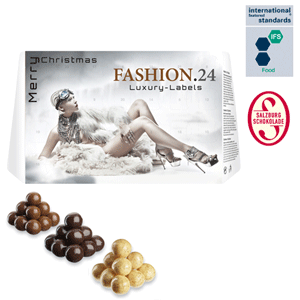 international
featured
standards
IFS
Food
Merry
Christmas
FASHION.24
Luxury-Labels
SALZBURG
SCHOKOLADE